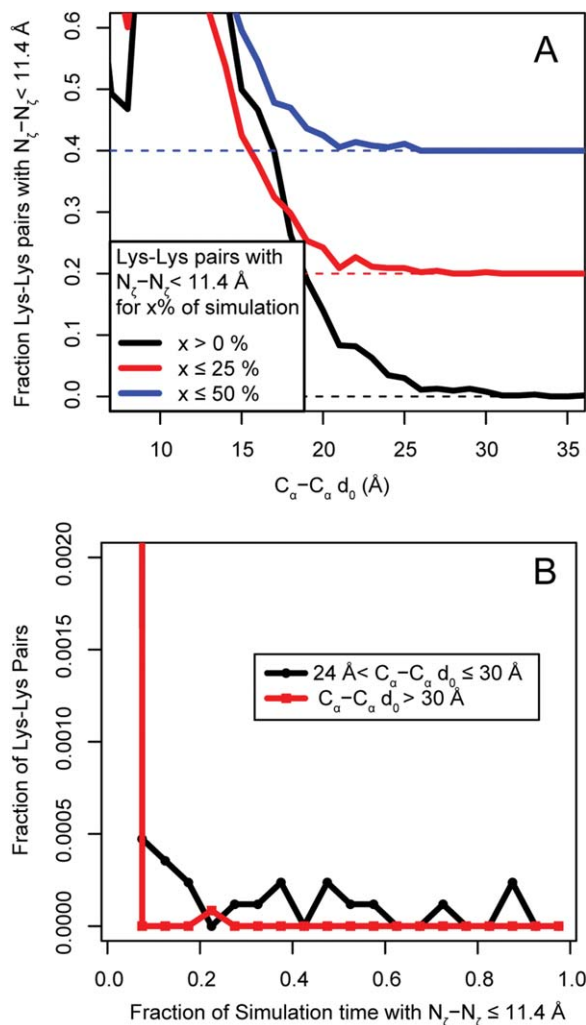 A
Fraction Lys-Lys pairs with Nζ−Nζ< 11.4 Å
0.6
0.5
0.4
0.3
0.2
0.1
0.0
Lys-Lys pairs with
Nζ−Nζ< 11.4 Å
for x% of simulation
x > 0 %
x ≤ 25 %
x ≤ 50 %
10 15 20 25 30 35
Cα−Cα d0 (Å)
B
Fraction of Lys-Lys Pairs
0.0020
0.0015
0.0010
0.0005
0.0000
24 Å< Cα−Cα d0 ≤ 30 Å
Cα−Cα d0 > 30 Å
0.0 0.2 0.4 0.6 0.8 1.0
Fraction of Simulation time with Nζ−Nζ ≤ 11.4 Å